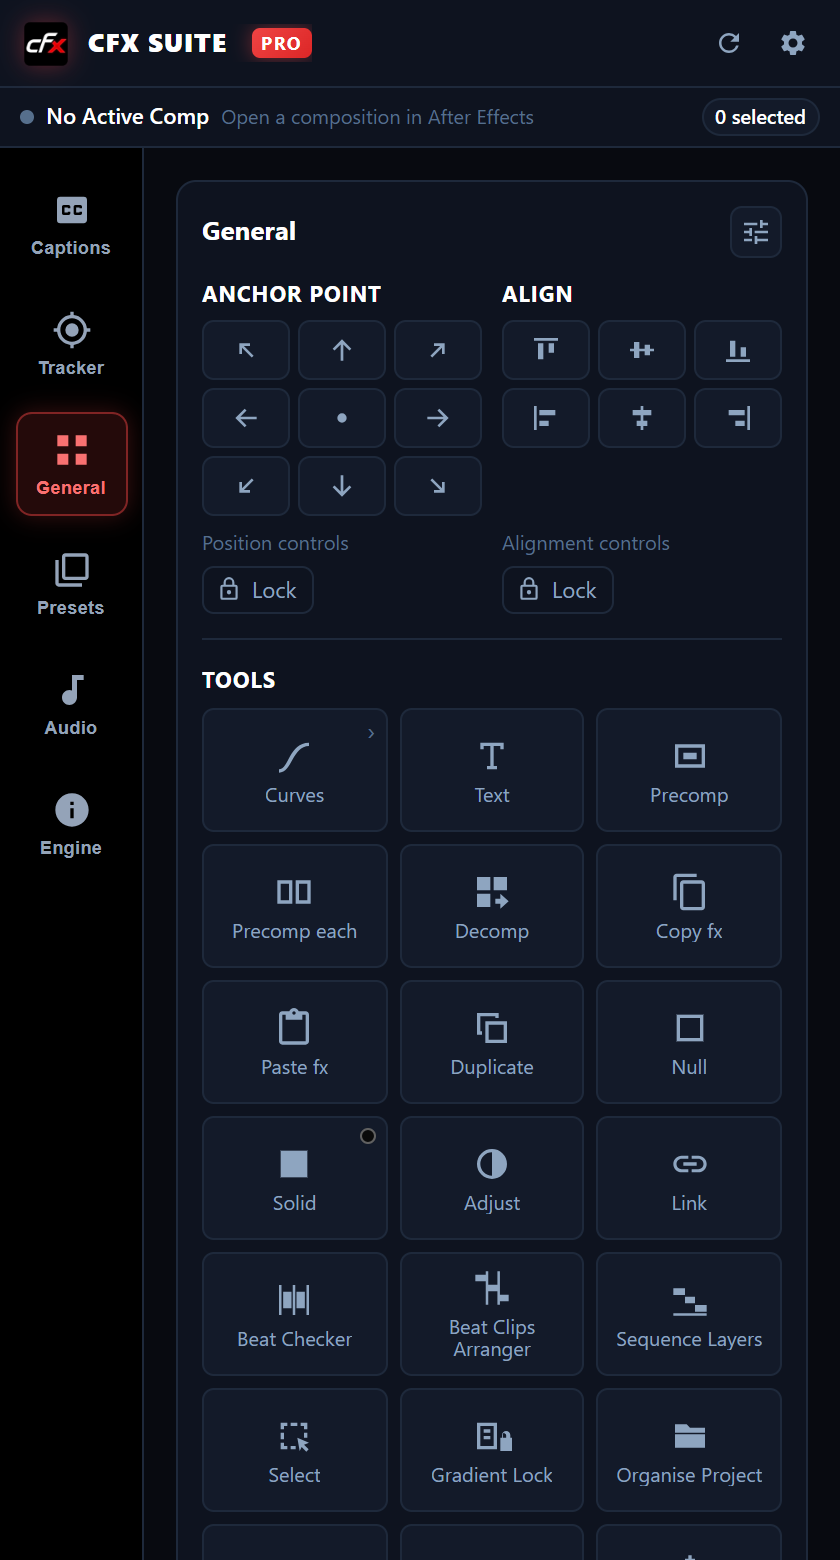 cfx CFX SUITE PRO
No Active Comp Open a composition in After Effects 0 selected
CC
Captions
Tracker
General
Presets
Audio
Engine
General
ANCHOR POINT ALIGN
Position controls Alignment controls
Lock Lock
TOOLS
Curves Text Precomp
Precomp each Decomp Copy fx
Paste fx Duplicate Null
Solid Adjust Link
Beat Checker Beat Clips Arranger Sequence Layers
Select Gradient Lock Organise Project